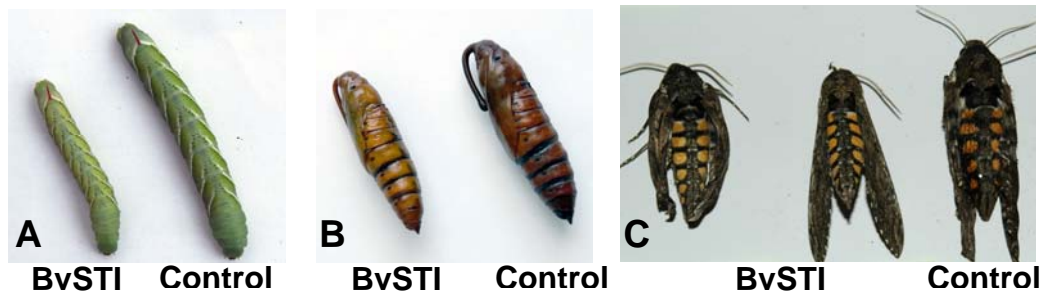 A
B
C
BvSTI Control
BvSTI Control
BvSTI Control